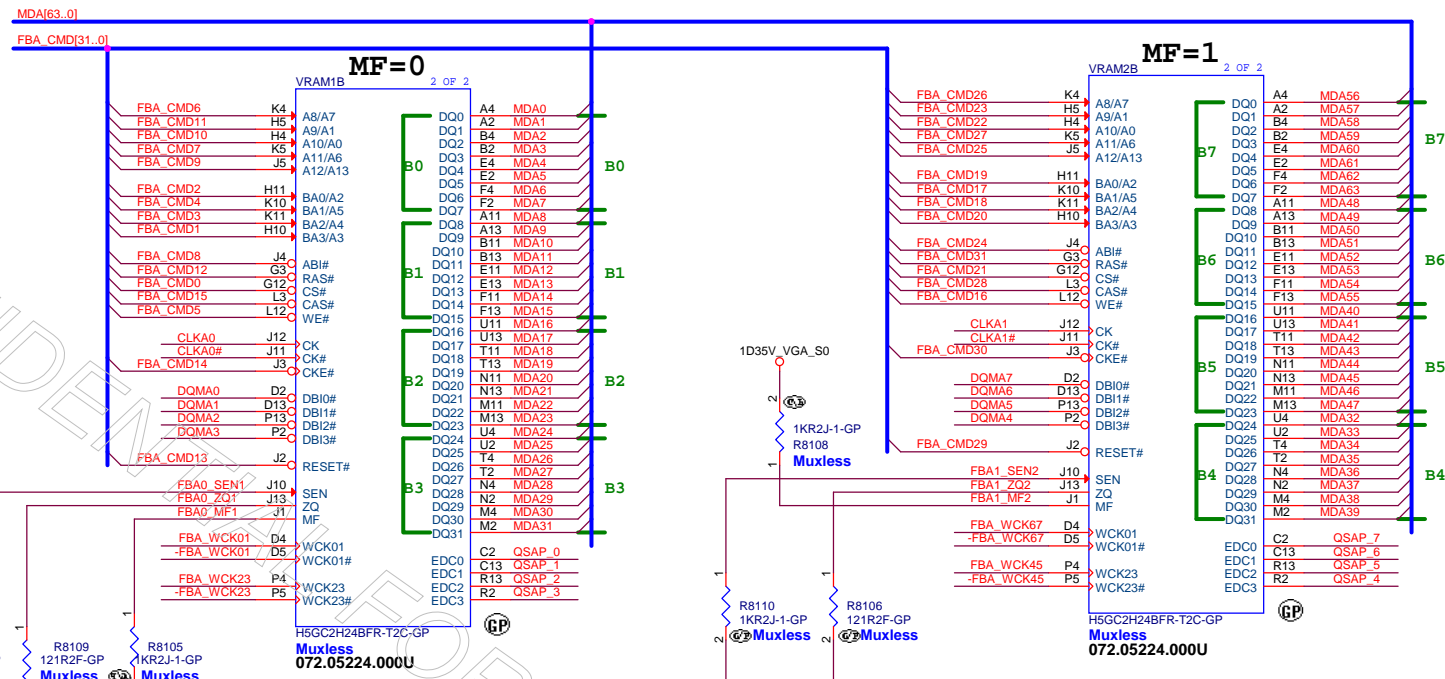 MDA[63..0]
FBA_CMD[31..0]
MF=0
VRAM1B
2 OF 2
FBA_CMD6 K4 A8/A7
FBA_CMD11 H5 A9/A1
FBA_CMD10 H4 A10/A0
FBA_CMD7 K5 A11/A6
FBA_CMD9 J5 A12/A13
FBA_CMD2 H11 BA0/A2
FBA_CMD4 K10 BA1/A5
FBA_CMD3 K11 BA2/A4
FBA_CMD1 H10 BA3/A3
FBA_CMD8 J4 ABI#
FBA_CMD12 G3 RAS#
FBA_CMD0 G12 CS#
FBA_CMD15 L3 CAS#
FBA_CMD5 L12 WE#
CLKA0 J12 CK
CLKA0# J11 CK#
FBA_CMD14 J3 CKE#
DQMA0 D2 DBI0#
DQMA1 D13 DBI1#
DQMA2 P13 DBI2#
DQMA3 P2 DBI3#
FBA_CMD13 J2 RESET#
FBA0_SEN1 J10 SEN
FBA0_ZQ1 J13 ZQ
FBA0_MF1 J1 MF
FBA_WCK01 D4 WCK01
-FBA_WCK01 D5 WCK01#
FBA_WCK23 P4 WCK23
-FBA_WCK23 P5 WCK23#
DQ0 A4 MDA0
DQ1 A2 MDA1
DQ2 B4 MDA2
DQ3 B2 MDA3
DQ4 E4 MDA4
DQ5 E2 MDA5
DQ6 F4 MDA6
DQ7 F2 MDA7
B0 B0
DQ8 A11 MDA8
DQ9 A13 MDA9
DQ10 B11 MDA10
DQ11 B13 MDA11
DQ12 E11 MDA12
DQ13 E13 MDA13
DQ14 F11 MDA14
DQ15 F13 MDA15
B1 B1
DQ16 U11 MDA16
DQ17 U13 MDA17
DQ18 T11 MDA18
DQ19 T13 MDA19
DQ20 N11 MDA20
DQ21 N13 MDA21
DQ22 M11 MDA22
DQ23 M13 MDA23
B2 B2
DQ24 U4 MDA24
DQ25 U2 MDA25
DQ26 T4 MDA26
DQ27 T2 MDA27
DQ28 N4 MDA28
DQ29 N2 MDA29
DQ30 M4 MDA30
DQ31 M2 MDA31
B3 B3
EDC0 C2 QSAP_0
EDC1 C13 QSAP_1
EDC2 R13 QSAP_2
EDC3 R2 QSAP_3
GP
H5GC2H24BFR-T2C-GP
Muxless
072.05224.000U
1
R8109
121R2F-GP
Muxless
1
R8105
1KR2J-1-GP
Muxless
1D35V_VGA_S0
2
1KR2J-1-GP
R8108
Muxless
1
MF=1
VRAM2B
2 OF 2
FBA_CMD26 K4 A8/A7
FBA_CMD23 H5 A9/A1
FBA_CMD22 H4 A10/A0
FBA_CMD27 K5 A11/A6
FBA_CMD25 J5 A12/A13
FBA_CMD19 H11 BA0/A2
FBA_CMD17 K10 BA1/A5
FBA_CMD18 K11 BA2/A4
FBA_CMD20 H10 BA3/A3
FBA_CMD24 J4 ABI#
FBA_CMD31 G3 RAS#
FBA_CMD21 G12 CS#
FBA_CMD28 L3 CAS#
FBA_CMD16 L12 WE#
CLKA1 J12 CK
CLKA1# J11 CK#
FBA_CMD30 J3 CKE#
DQMA7 D2 DBI0#
DQMA6 D13 DBI1#
DQMA5 P13 DBI2#
DQMA4 P2 DBI3#
FBA_CMD29 J2 RESET#
FBA1_SEN2 J10 SEN
FBA1_ZQ2 J13 ZQ
FBA1_MF2 J1 MF
FBA_WCK67 D4 WCK01
-FBA_WCK67 D5 WCK01#
FBA_WCK45 P4 WCK23
-FBA_WCK45 P5 WCK23#
DQ0 A4 MDA56
DQ1 A2 MDA57
DQ2 B4 MDA58
DQ3 B2 MDA59
DQ4 E4 MDA60
DQ5 E2 MDA61
DQ6 F4 MDA62
DQ7 F2 MDA63
B7 B7
DQ8 A11 MDA48
DQ9 A13 MDA49
DQ10 B11 MDA50
DQ11 B13 MDA51
DQ12 E11 MDA52
DQ13 E13 MDA53
DQ14 F11 MDA54
DQ15 F13 MDA55
B6 B6
DQ16 U11 MDA40
DQ17 U13 MDA41
DQ18 T11 MDA42
DQ19 T13 MDA43
DQ20 N11 MDA44
DQ21 N13 MDA45
DQ22 M11 MDA46
DQ23 M13 MDA47
B5 B5
DQ24 U4 MDA32
DQ25 U2 MDA33
DQ26 T4 MDA34
DQ27 T2 MDA35
DQ28 N4 MDA36
DQ29 N2 MDA37
DQ30 M4 MDA38
DQ31 M2 MDA39
B4 B4
EDC0 C2 QSAP_7
EDC1 C13 QSAP_6
EDC2 R13 QSAP_5
EDC3 R2 QSAP_4
GP
H5GC2H24BFR-T2C-GP
Muxless
072.05224.000U
1
R8110
1KR2J-1-GP
2
Muxless
1
R8106
121R2F-GP
2
Muxless